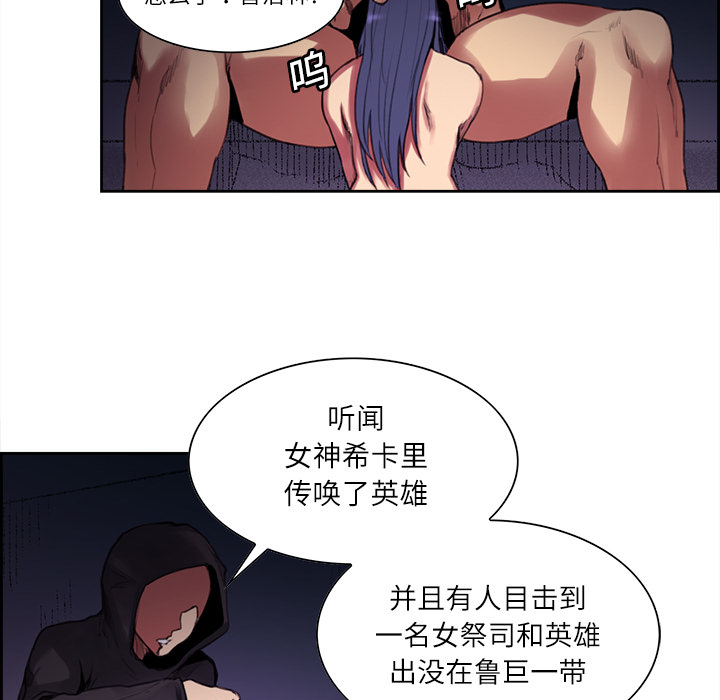 呜
呜
听闻
女神希卡里
传唤了英雄
并且有人目击到
一名女祭司和英雄
出没在鲁巨一带